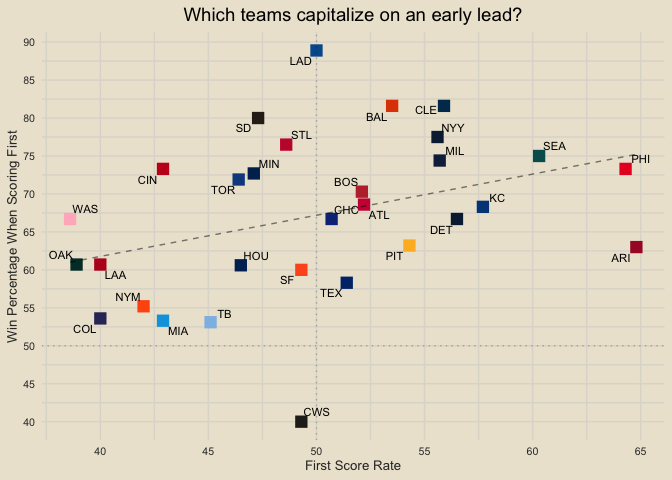 Which teams capitalize on an early lead?
90
LAD
85
BAL
CLE
80
SD
STL
NYY
75
CIN
MIN
MIL
SEA
PHI
TOR
70
WAS
BOS
CHC
ATL
KC
65
DET
OAK
HOU
PIT
ARI
60
LAA
SF
TEX
55
NYM
COL
MIA
TB
50
45
CWS
40
40
45
50
55
60
65
First Score Rate
Win Percentage When Scoring First